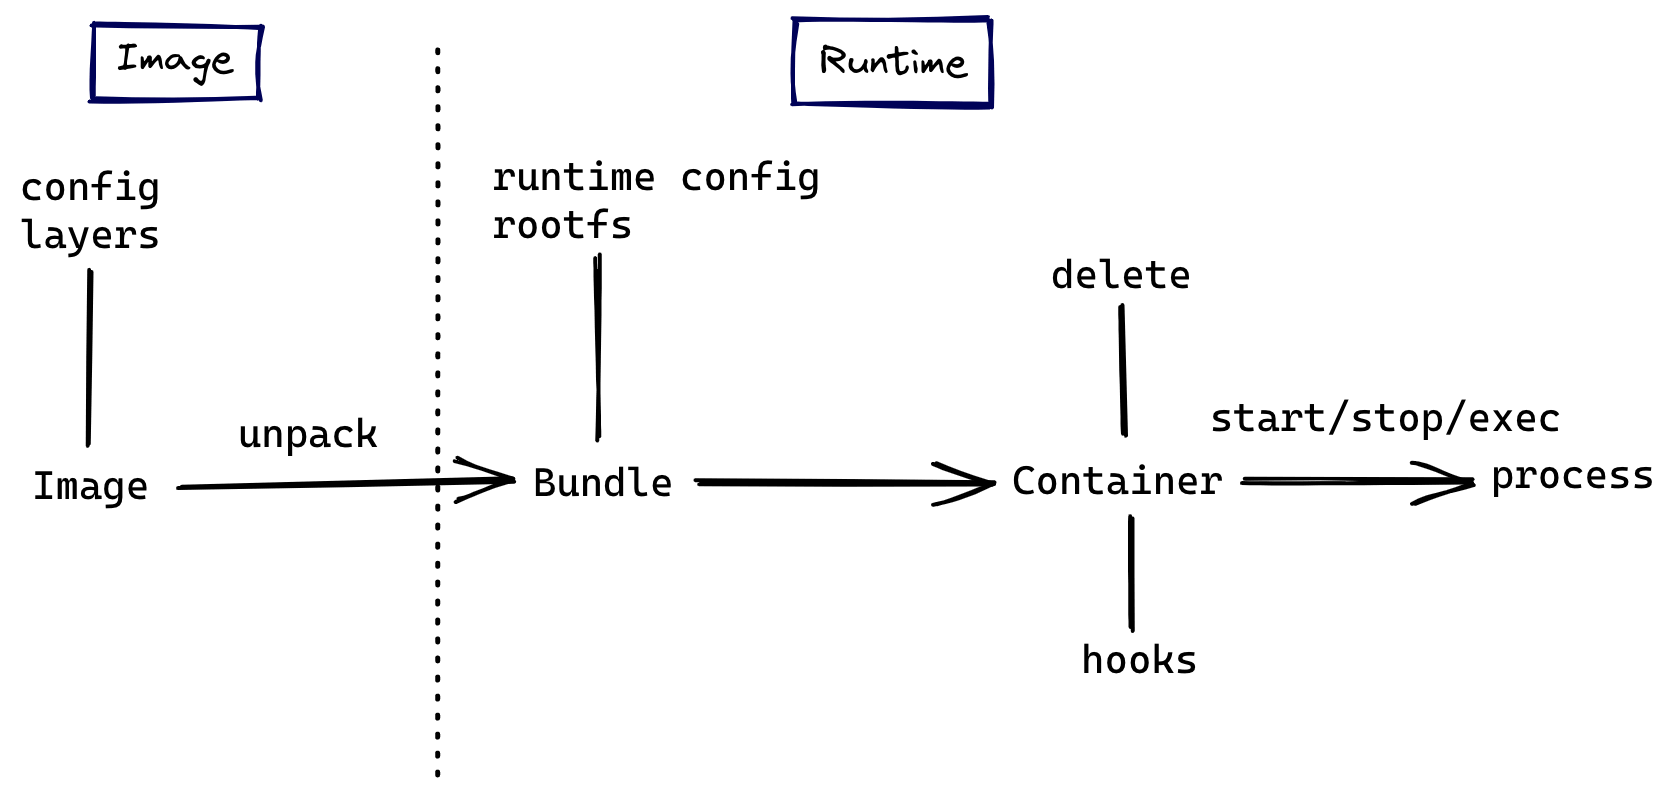 Image
Runtime
config
layers
runtime config
rootfs
delete
unpack
start/stop/exec
Image
Bundle
Container
process
hooks